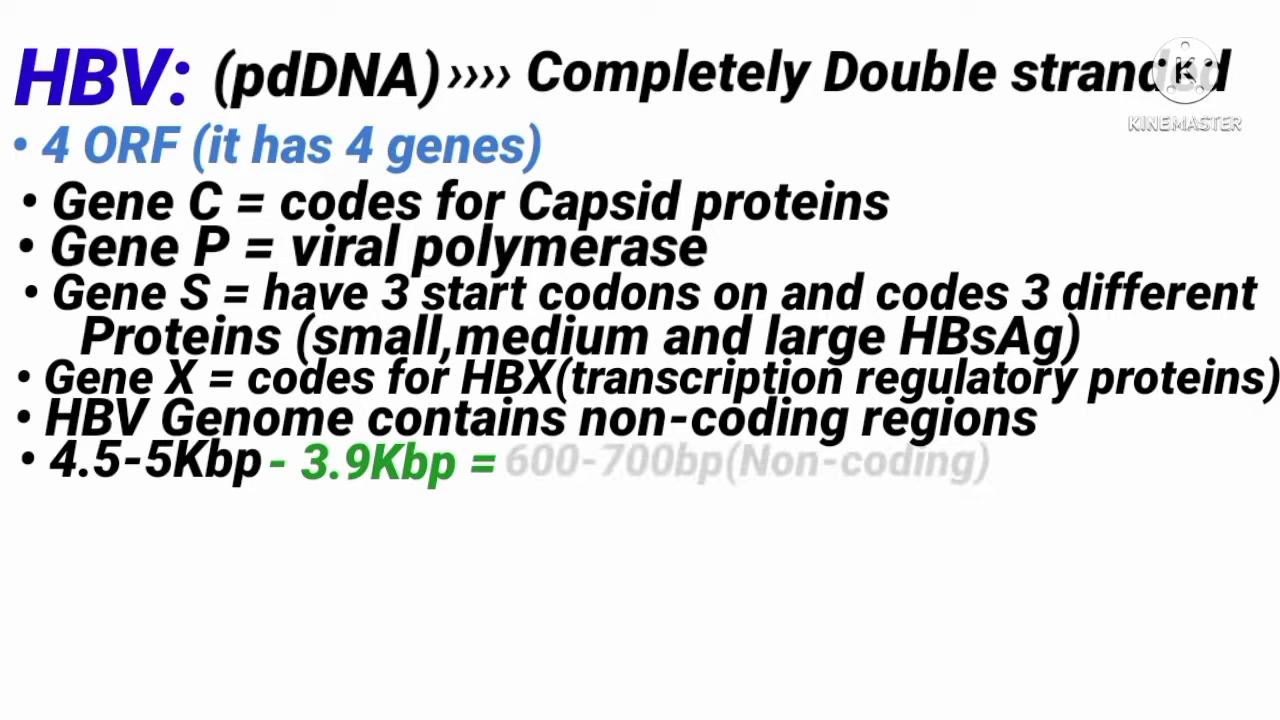 HBV: (pdDNA) »»» Completely Double stranded
KINEMASTER
• 4 ORF (it has 4 genes)
• Gene C = codes for Capsid proteins
• Gene P = viral polymerase
• Gene S = have 3 start codons on and codes 3 different
Proteins (small,medium and large HBsAg)
• Gene X = codes for HBX(transcription regulatory proteins)
• HBV Genome contains non-coding regions
• 4.5-5Kbp - 3.9Kbp = 600-700bp(Non-coding)